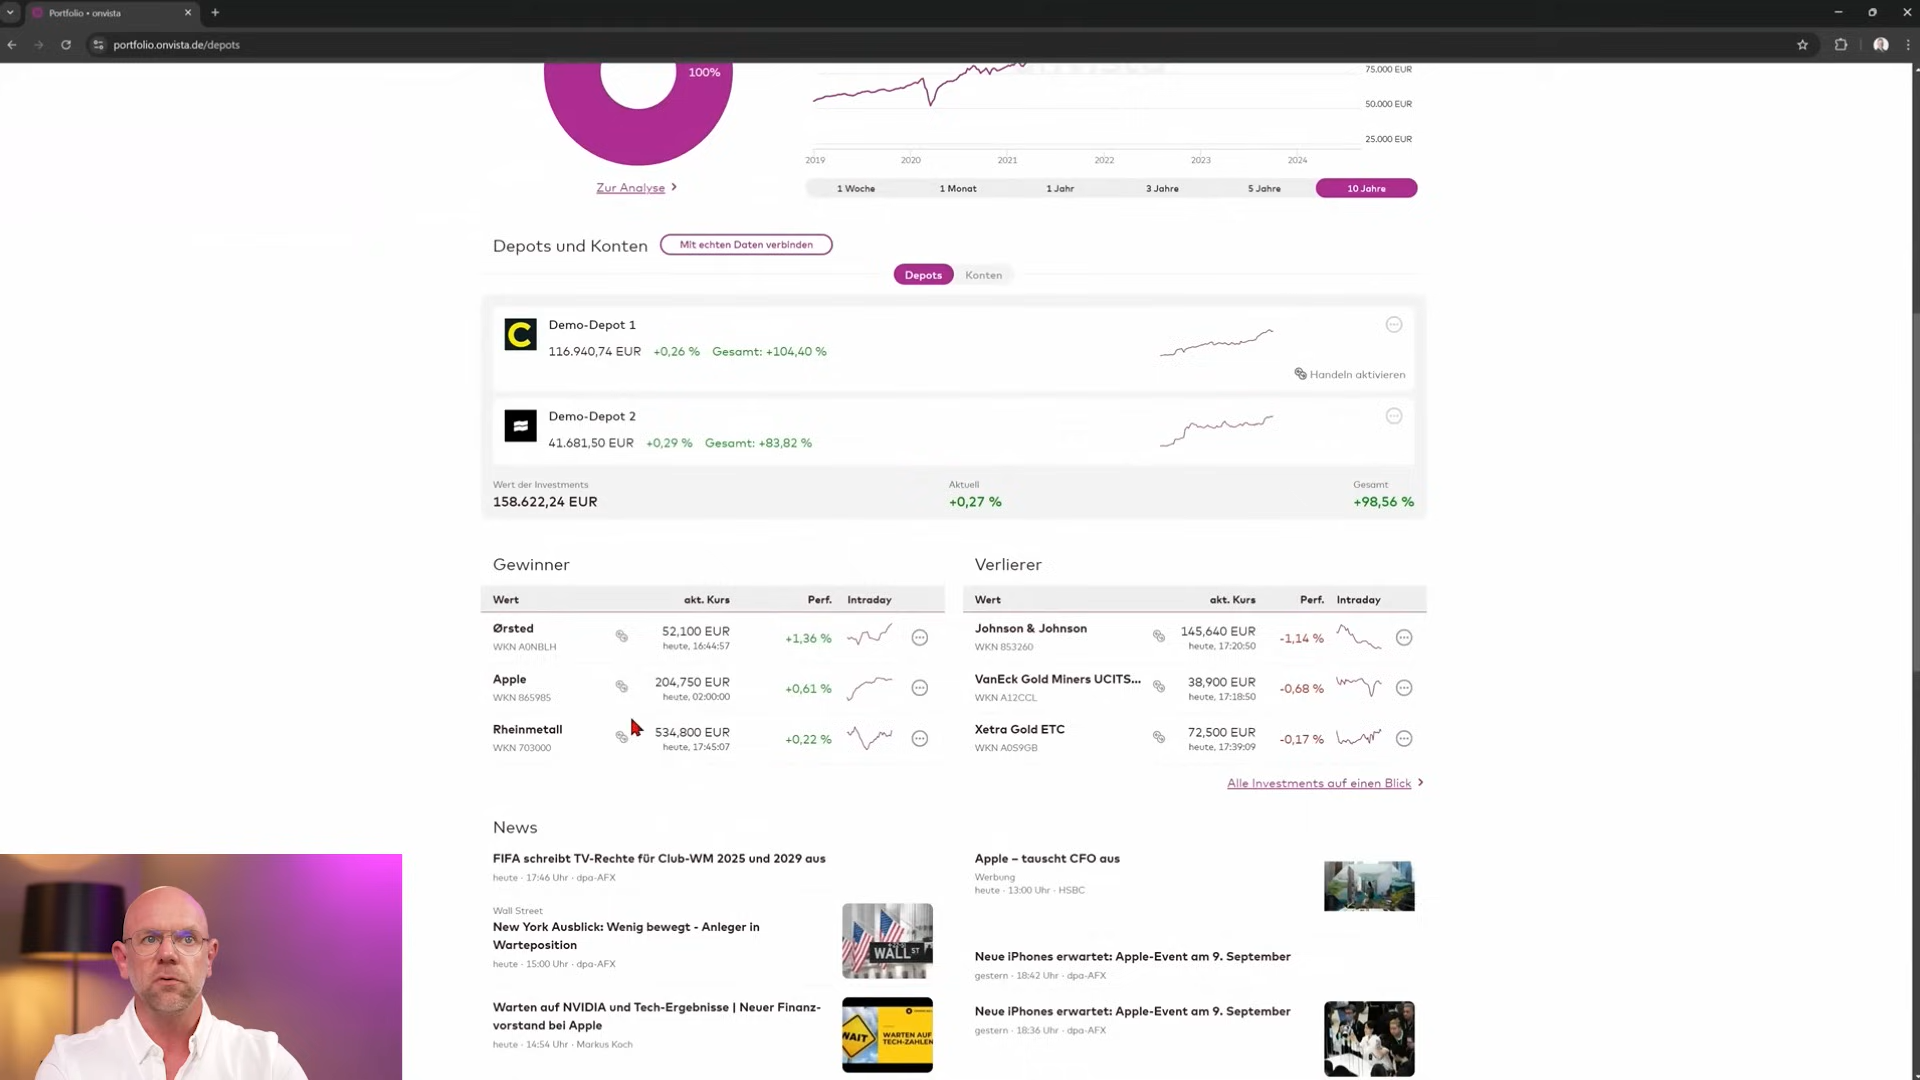 Portfolio • onvista
portfolio.onvista.de/depots
100%
75.000 EUR
50.000 EUR
25.000 EUR
2019 2020 2021 2022 2023 2024
Zur Analyse
1 Woche 1 Monat 1 Jahr 3 Jahre 5 Jahre 10 Jahre
Depots und Konten Mit echten Daten verbinden
Depots Konten
Demo-Depot 1
116.940,74 EUR +0,26 % Gesamt: +104,40 %
Handeln aktivieren
Demo-Depot 2
41.681,50 EUR +0,29 % Gesamt: +83,82 %
Wert der Investments Aktuell Gesamt
158.622,24 EUR +0,27 % +98,56 %
Gewinner
Wert akt. Kurs Perf. Intraday
Ørsted 52,100 EUR +1,36 %
WKN A0NBLH heute, 16:44:57
Apple 204,750 EUR +0,61 %
WKN 865985 heute, 02:00:00
Rheinmetall 534,800 EUR +0,22 %
WKN 703000 heute, 17:45:07
Verlierer
Wert akt. Kurs Perf. Intraday
Johnson & Johnson 145,640 EUR -1,14 %
WKN 853260 heute, 17:20:50
VanEck Gold Miners UCITS... 38,900 EUR -0,68 %
WKN A12CCL heute, 17:18:50
Xetra Gold ETC 72,500 EUR -0,17 %
WKN A0S9GB heute, 17:39:09
Alle Investments auf einen Blick
News
FIFA schreibt TV-Rechte für Club-WM 2025 und 2029 aus
heute · 17:46 Uhr · dpa-AFX
Wall Street
New York Ausblick: Wenig bewegt - Anleger in
Warteposition
heute · 15:00 Uhr · dpa-AFX
WALL ST
Warten auf NVIDIA und Tech-Ergebnisse | Neuer Finanz-
vorstand bei Apple
heute · 14:54 Uhr · Markus Koch
WAIT
WARTEN AUF
TECH-ZAHLEN
Apple – tauscht CFO aus
Werbung
heute · 13:00 Uhr · HSBC
Neue iPhones erwartet: Apple-Event am 9. September
gestern · 18:42 Uhr · dpa-AFX
Neue iPhones erwartet: Apple-Event am 9. September
gestern · 18:36 Uhr · dpa-AFX